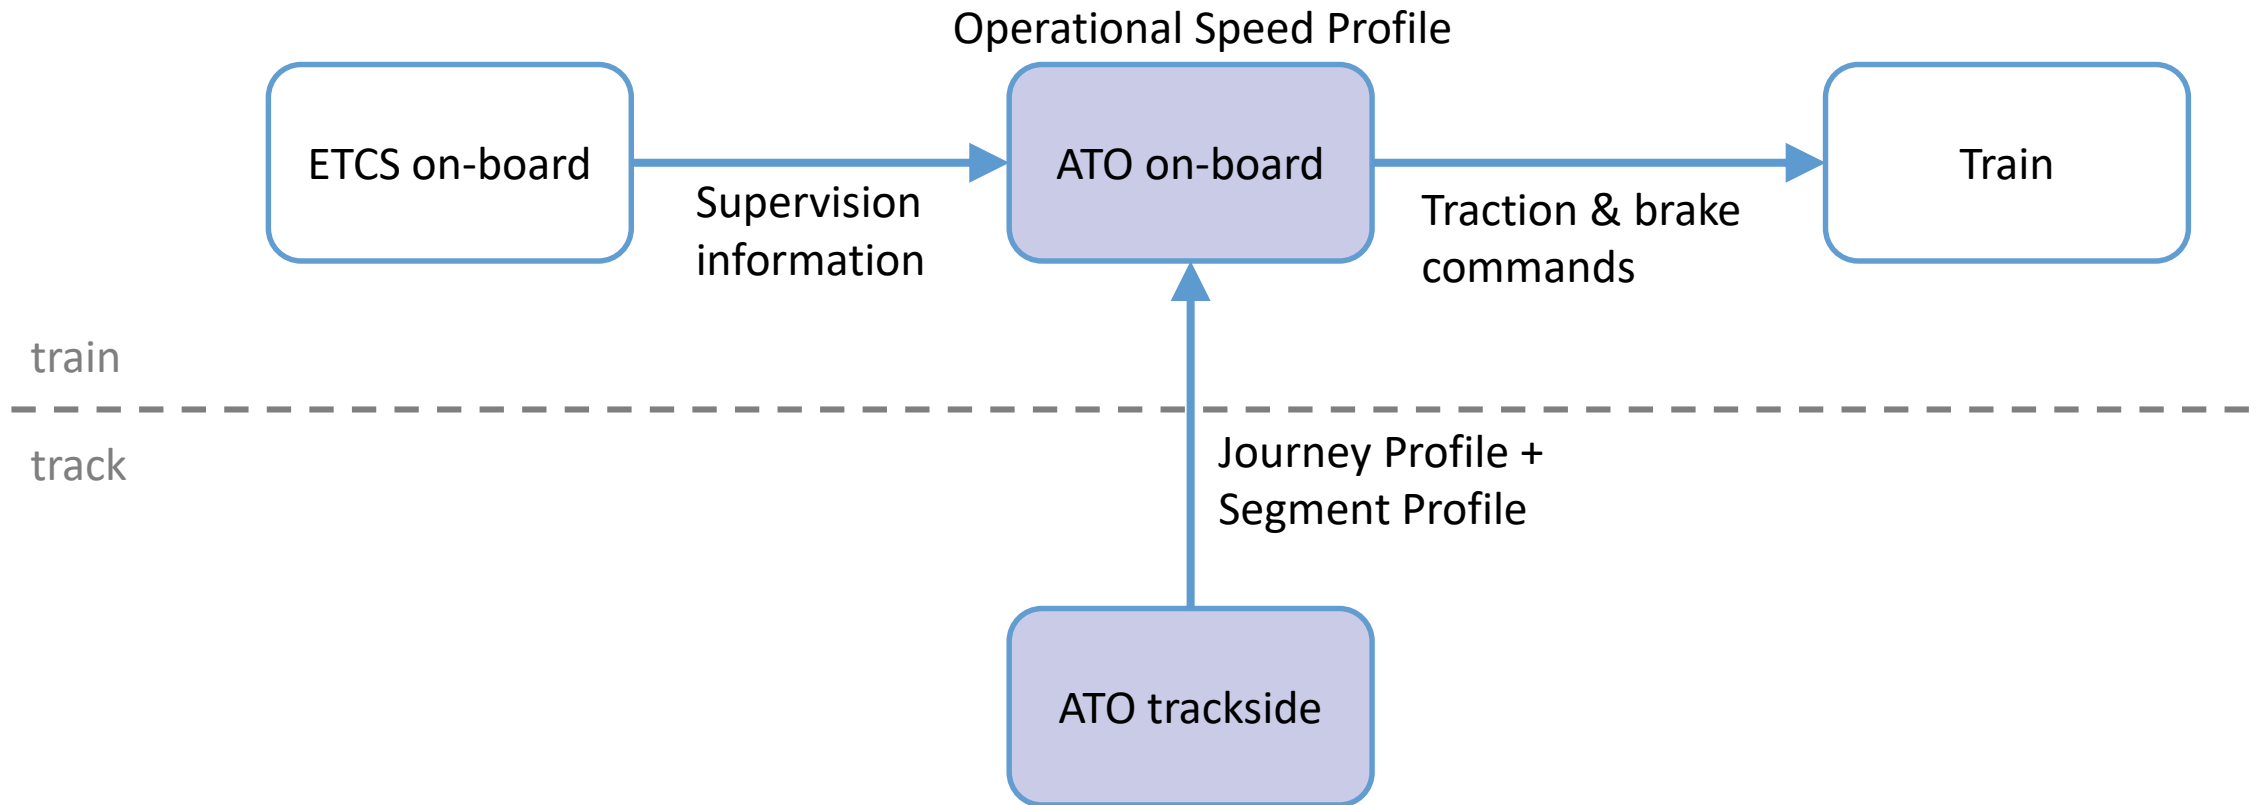 Operational Speed Profile
ETCS on-board
ATO on-board
Train
Supervision
information
Traction & brake
commands
train
track
Journey Profile +
Segment Profile
ATO trackside